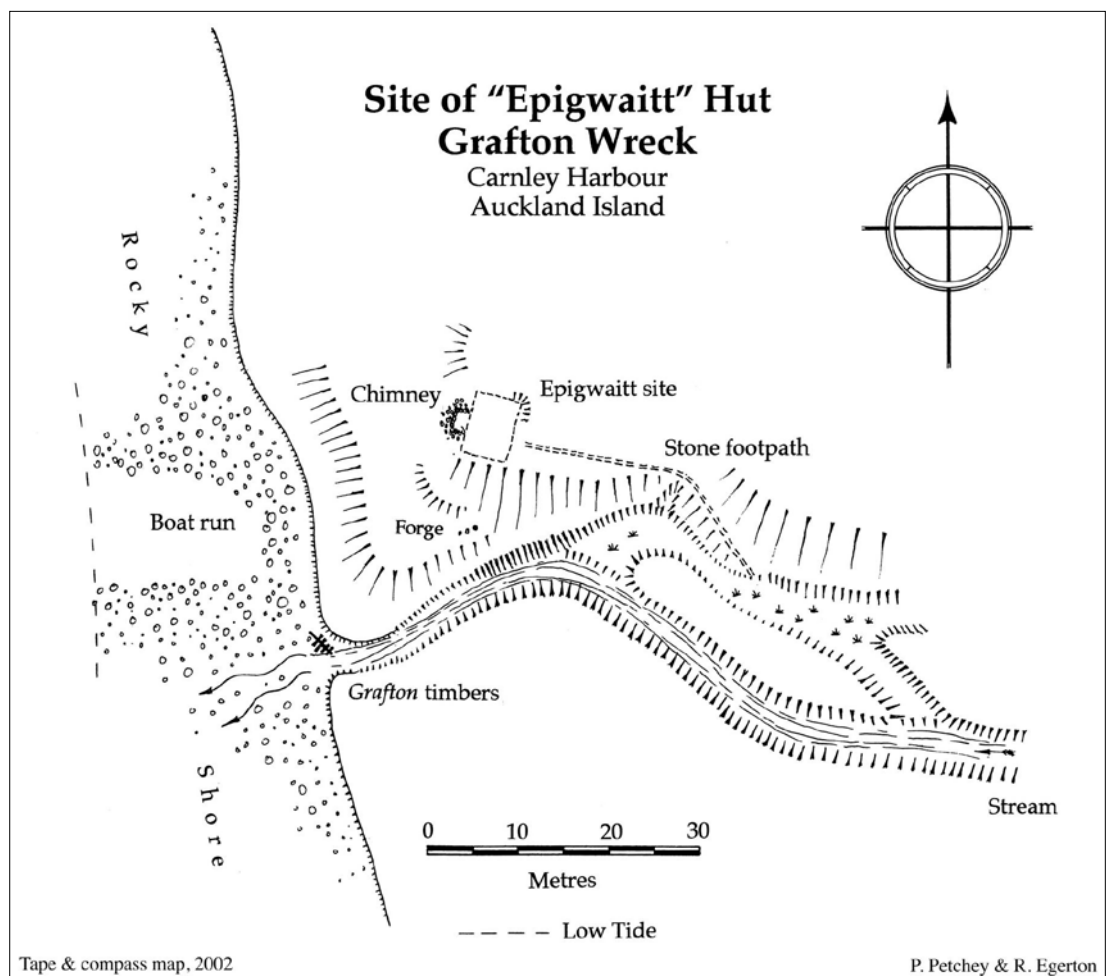 Site of "Epigwaitt" Hut
Grafton Wreck
Carnley Harbour
Auckland Island
Rocky
Chimney
Epigwaitt site
Stone footpath
Boat run
Forge
Grafton timbers
Shore
Stream
0 10 20 30
Metres
Low Tide
Tape & compass map, 2002
P. Petchey & R. Egerton